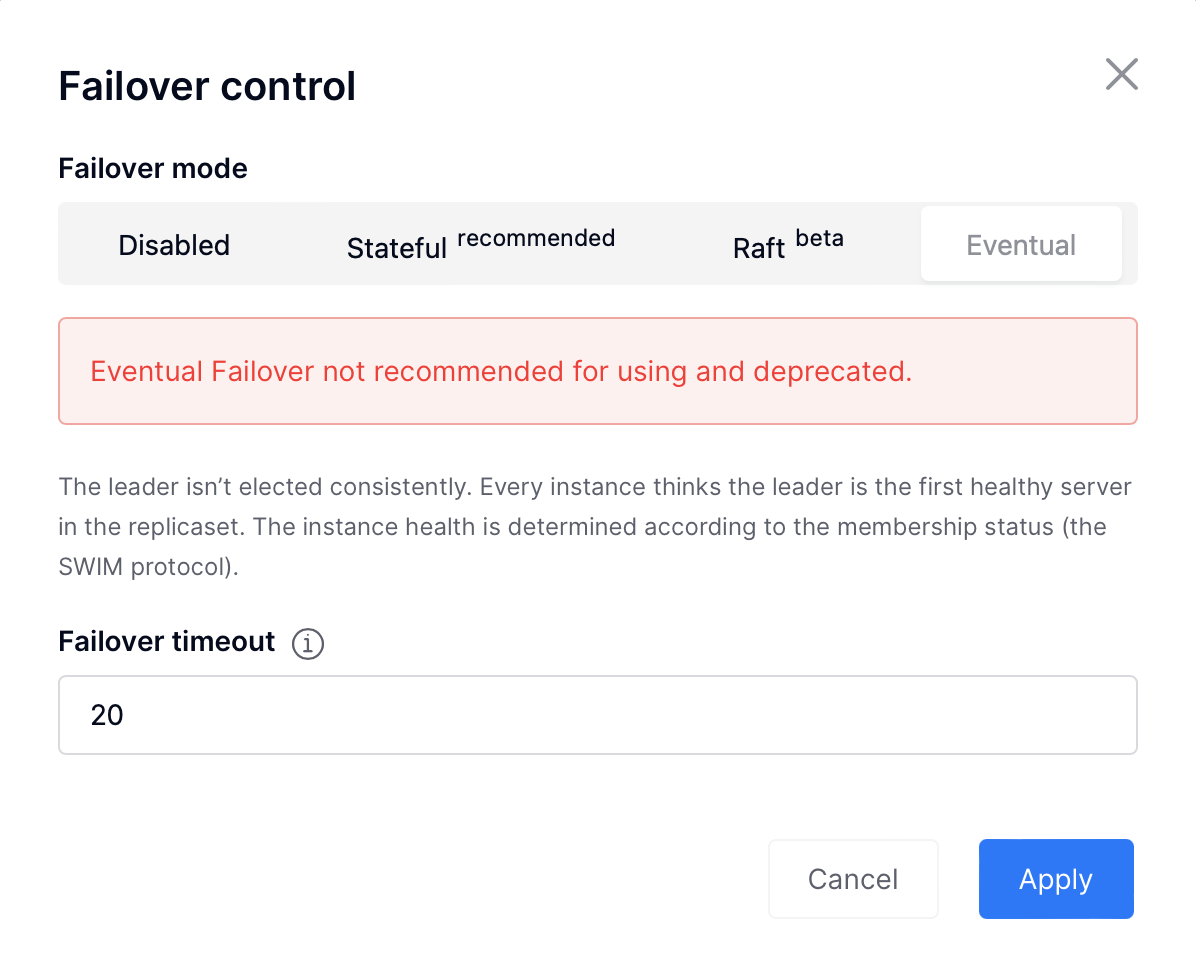 Failover control
Failover mode
Disabled Stateful recommended Raft beta Eventual
Eventual Failover not recommended for using and deprecated.
The leader isn’t elected consistently. Every instance thinks the leader is the first healthy server
in the replicaset. The instance health is determined according to the membership status (the
SWIM protocol).
Failover timeout
20
Cancel Apply